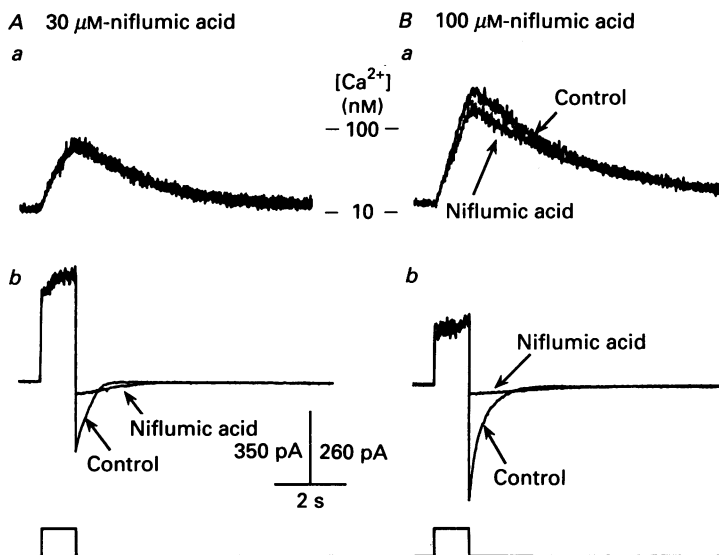 A 30 μM-niflumic acid
B 100 μM-niflumic acid
a
[Ca²⁺]
(nM)
a
Control
– 100 –
Niflumic acid
– 10 –
b
b
Niflumic acid
Niflumic acid
350 pA
260 pA
Control
Control
2 s